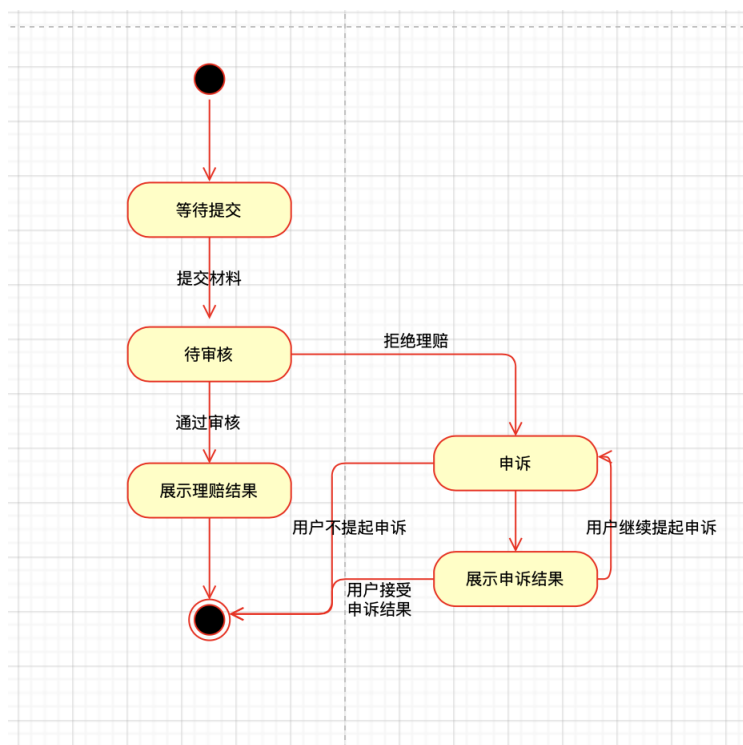 等待提交
提交材料
拒绝理赔
待审核
通过审核
申诉
展示理赔结果
用户不提起申诉
用户继续提起申诉
展示申诉结果
用户接受
申诉结果